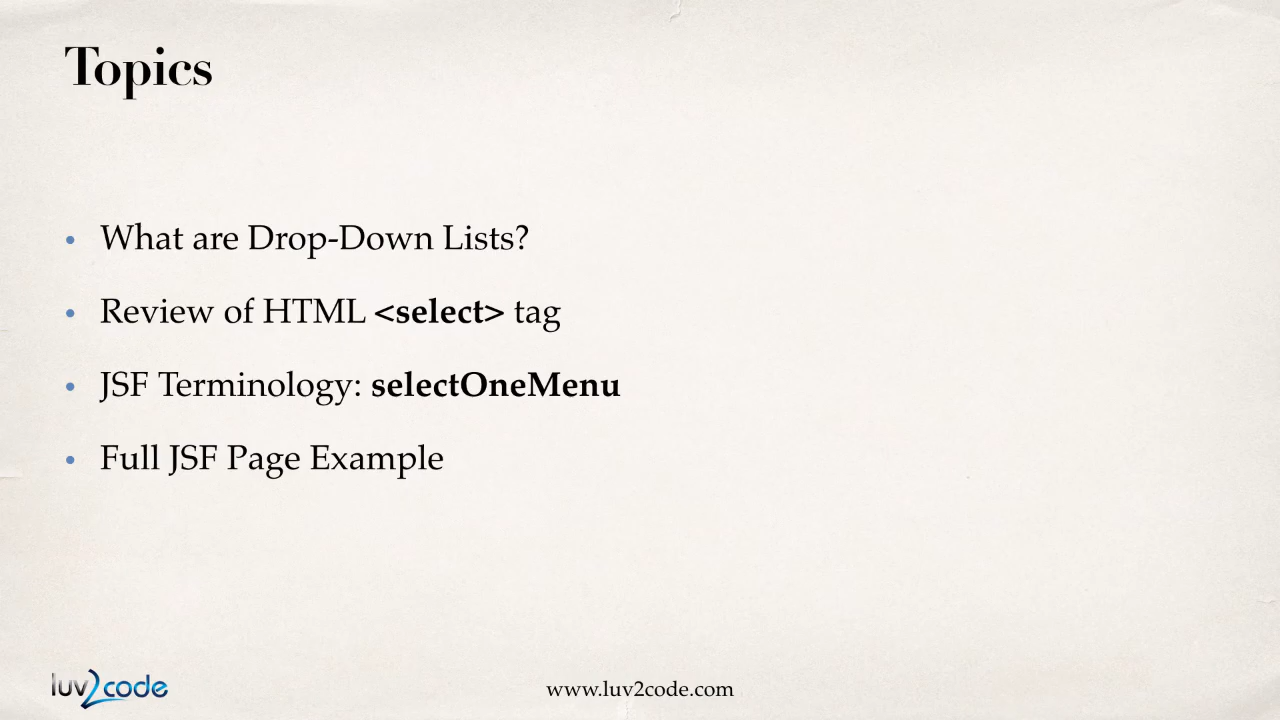 Topics
• What are Drop-Down Lists?
• Review of HTML <select> tag
• JSF Terminology: selectOneMenu
• Full JSF Page Example
luv2code
www.luv2code.com